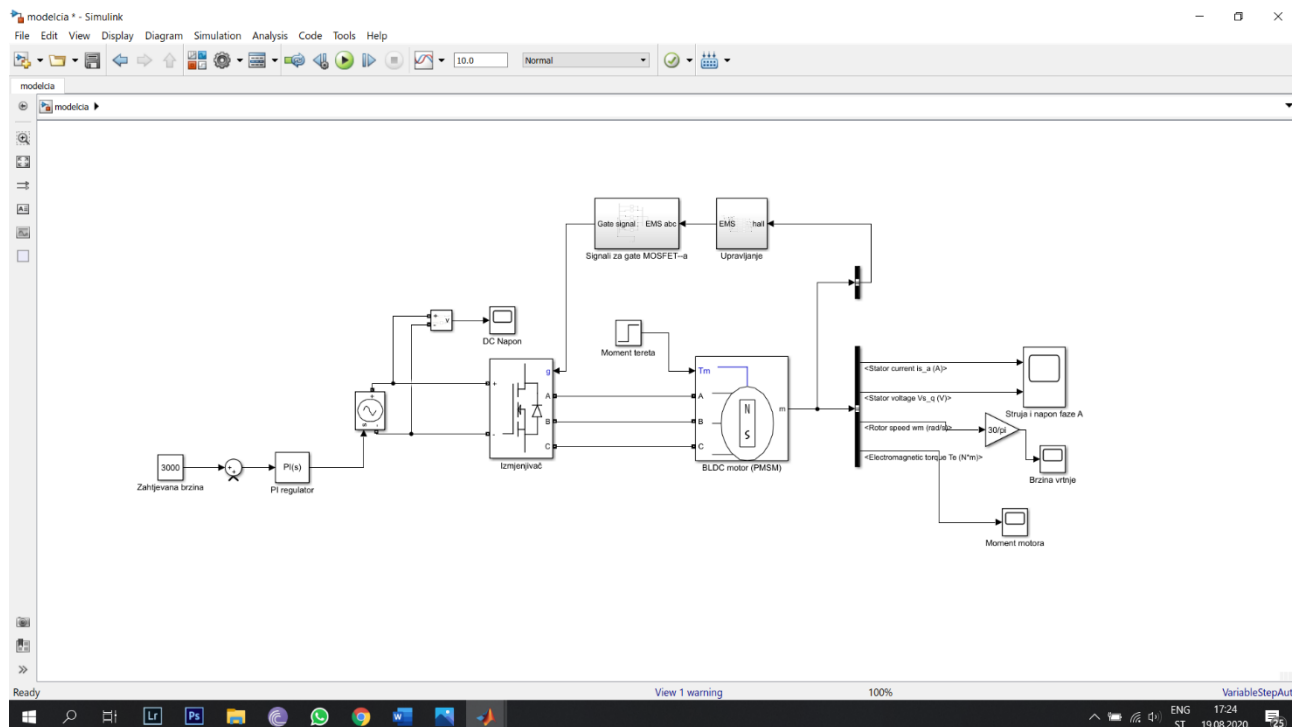 modelcia * - Simulink
File Edit View Display Diagram Simulation Analysis Code Tools Help
10.0 Normal
modelcia
modelcia
Gate signal EMS abc
EMS hall
Signali za gate MOSFET--a
Upravljanje
+
-
v
DC Napon
Moment tereta
<Stator current is_a (A)>
g
Tm
+
A
A
<Stator voltage Vs_q (V)>
Struja i napon faze A
N
S
m
B
B
<Rotor speed wm (rad/s)>
30/pi
-
C
C
<Electromagnetic torque Te (N*m)>
3000
PI(s)
Izmjenjivač
BLDC motor (PMSM)
Brzina vrtnje
Zahtjevana brzina
PI regulator
Moment motora
Ready
View 1 warning
100%
VariableStepAut
Lr
Ps
ENG
17:24
ST
19.08.2020
25